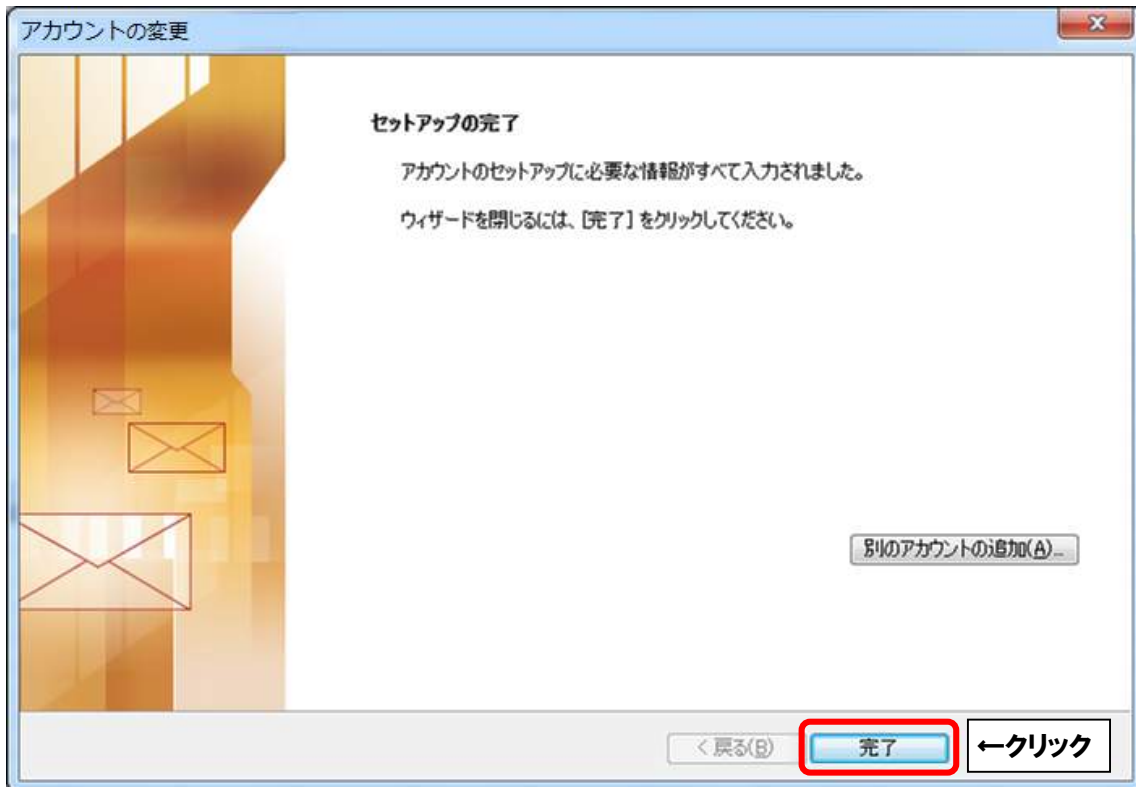 アカウントの変更
セットアップの完了
アカウントのセットアップに必要な情報がすべて入力されました。
ウィザードを閉じるには、[完了] をクリックしてください。
別のアカウントの追加(A)...
< 戻る(B)
完了
←クリック